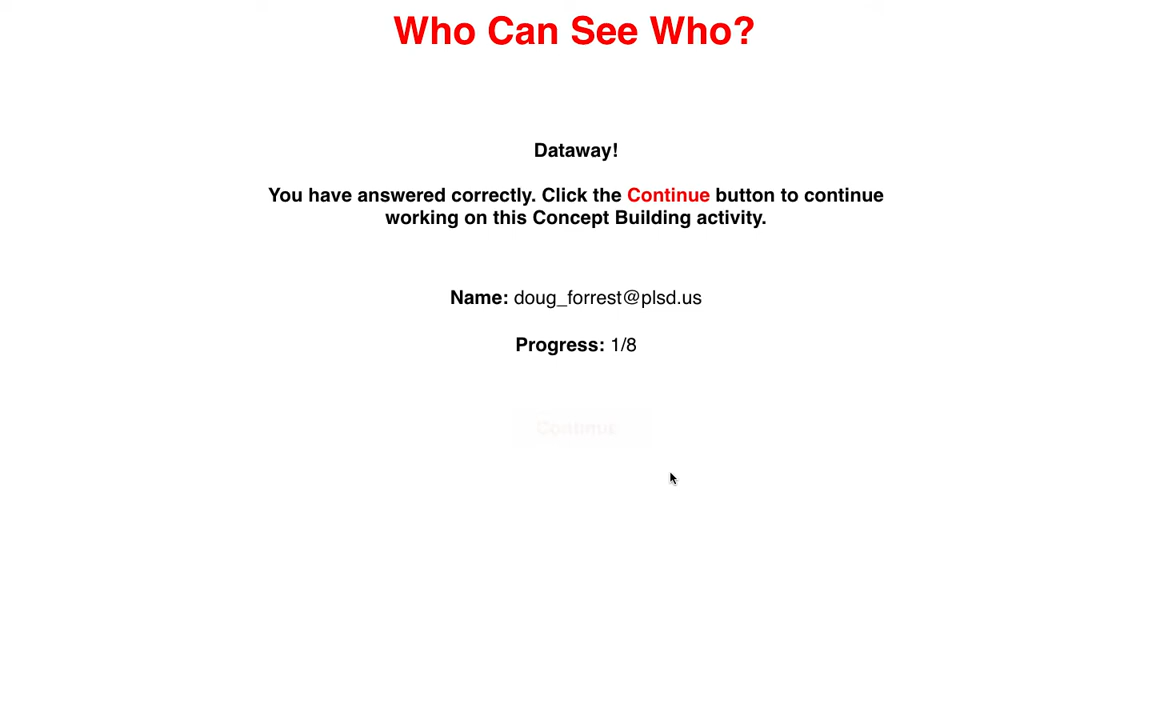 Who Can See Who?
Dataway!
You have answered correctly. Click the Continue button to continue
working on this Concept Building activity.
Name: doug_forrest@plsd.us
Progress: 1/8
Continue